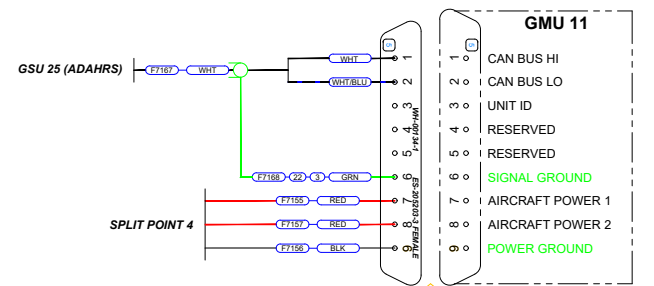 GMU 11
5
5
WHT 1 1 CAN BUS HI
GSU 25 (ADAHRS) F7167 WHT
WHT/BLU 2 2 CAN BUS LO
3 3 UNIT ID
WH-00134-1
4 4 RESERVED
5 5 RESERVED
F7168 22 3 GRN 6 6 SIGNAL GROUND
ES-205203-3 FEMALE
F7155 RED 7 7 AIRCRAFT POWER 1
SPLIT POINT 4
F7157 RED 8 8 AIRCRAFT POWER 2
F7156 BLK 9 9 POWER GROUND